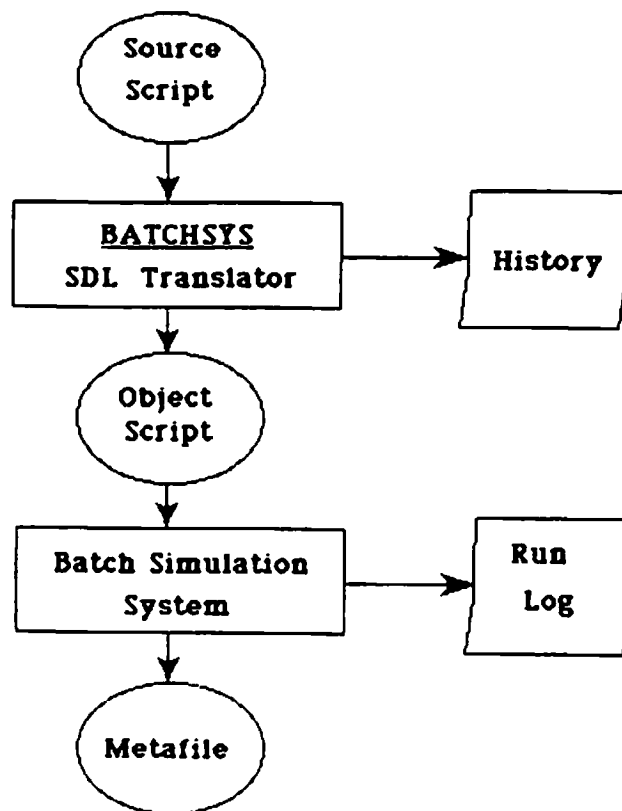 Source
Script
BATCHSYS
SDL Translator
History
Object
Script
Batch Simulation
System
Run
Log
Metafile